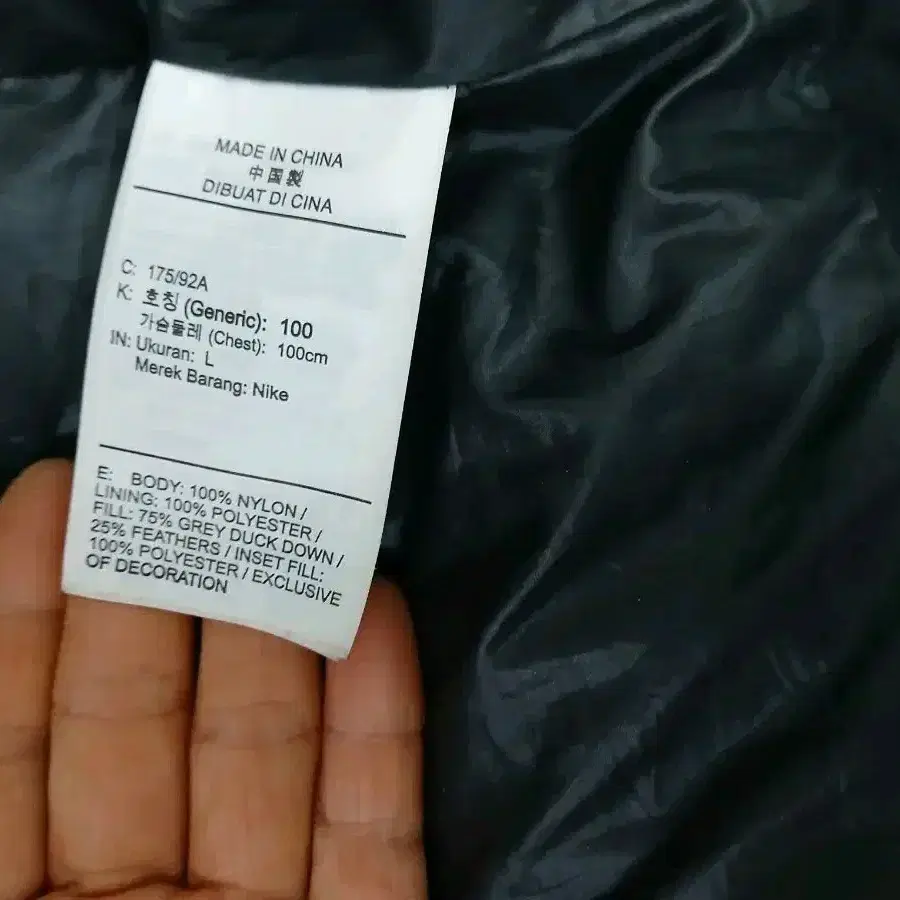 MADE IN CHINA
中国製
DIBUAT DI CINA
C: 175/92A
K: 호칭 (Generic): 100
가슴둘레 (Chest): 100cm
IN: Ukuran: L
Merek Barang: Nike
E: BODY: 100% NYLON /
LINING: 100% POLYESTER /
FILL: 75% GREY DUCK DOWN /
25% FEATHERS / INSET FILL:
100% POLYESTER / EXCLUSIVE
OF DECORATION